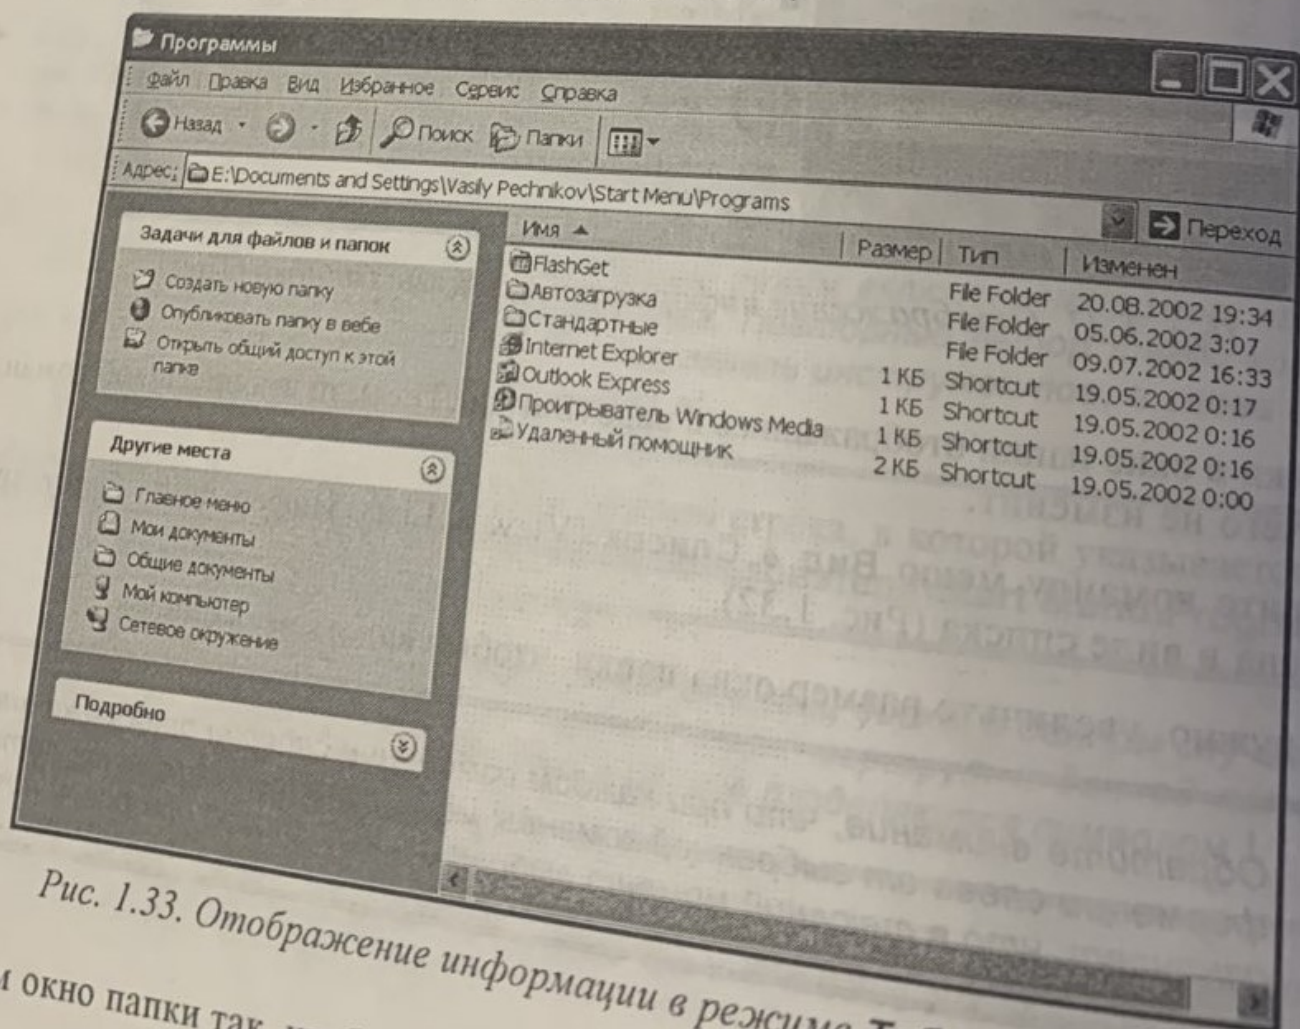 Программы
Файл Правка Вид Избранное Сервис Справка
Назад Поиск Папки
Адрес: E:\Documents and Settings\Vasily Pechnikov\Start Menu\Programs Переход
Задачи для файлов и папок
Создать новую папку
Опубликовать папку в вебе
Открыть общий доступ к этой
папке
Другие места
Главное меню
Мои документы
Общие документы
Мой компьютер
Сетевое окружение
Подробно
Имя Размер Тип Изменен
FlashGet File Folder 20.08.2002 19:34
Автозагрузка File Folder 05.06.2002 3:07
Стандартные File Folder 09.07.2002 16:33
Internet Explorer 1 КБ Shortcut 19.05.2002 0:17
Outlook Express 1 КБ Shortcut 19.05.2002 0:16
Проигрыватель Windows Media 1 КБ Shortcut 19.05.2002 0:16
Удаленный помощник 2 КБ Shortcut 19.05.2002 0:00
Рис. 1.33. Отображение информации в режиме
окно папки так